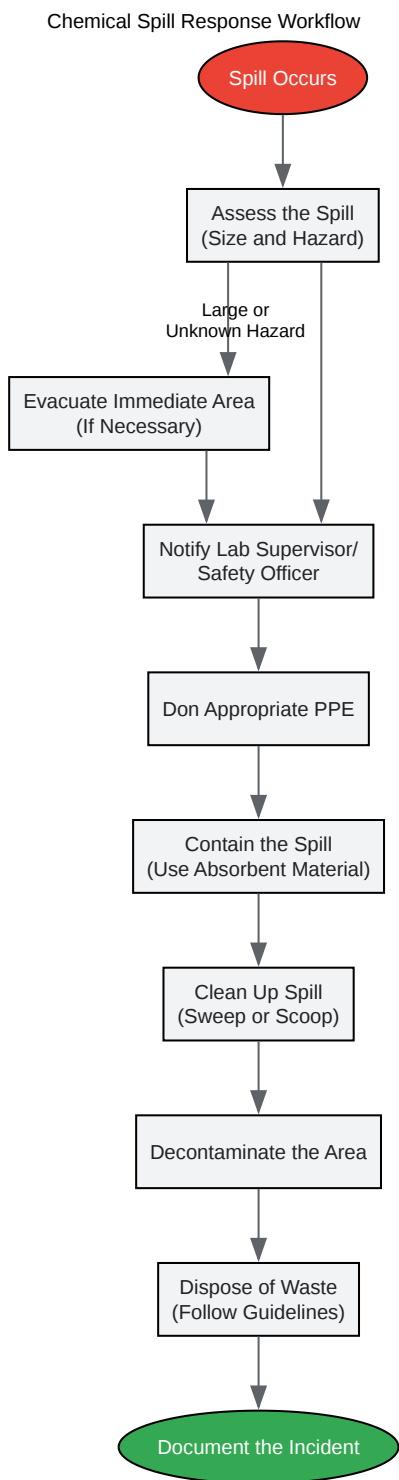 Chemical Spill Response Workflow
Spill Occurs
Assess the Spill
(Size and Hazard)
Large or
Unknown Hazard
Evacuate Immediate Area
(If Necessary)
Notify Lab Supervisor/
Safety Officer
Don Appropriate PPE
Contain the Spill
(Use Absorbent Material)
Clean Up Spill
(Sweep or Scoop)
Decontaminate the Area
Dispose of Waste
(Follow Guidelines)
Document the Incident